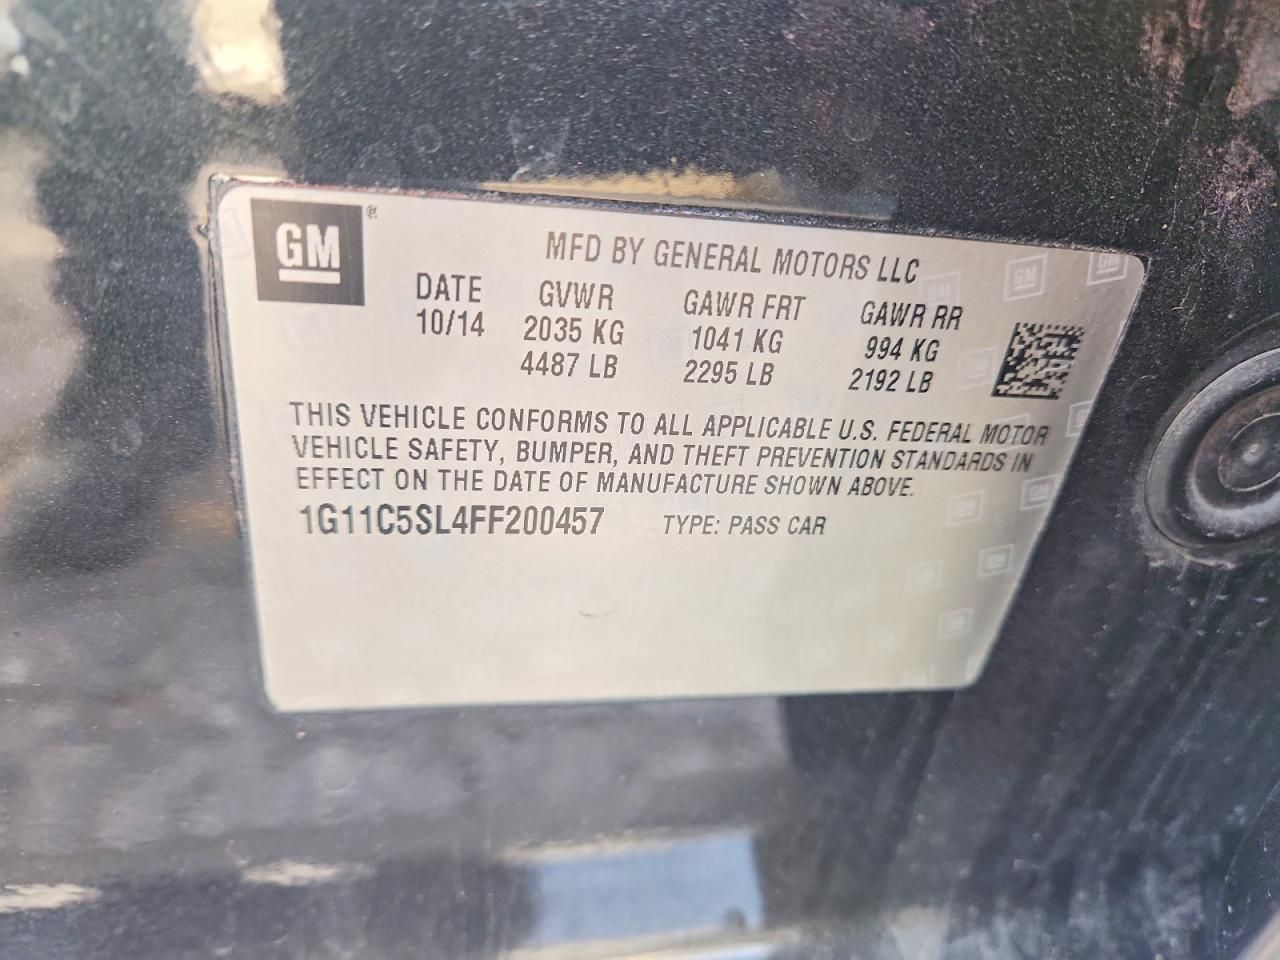 GM ®
MFD BY GENERAL MOTORS LLC
DATE GVWR GAWR FRT GAWR RR
10/14 2035 KG 1041 KG 994 KG
4487 LB 2295 LB 2192 LB
THIS VEHICLE CONFORMS TO ALL APPLICABLE U.S. FEDERAL MOTOR
VEHICLE SAFETY, BUMPER, AND THEFT PREVENTION STANDARDS IN
EFFECT ON THE DATE OF MANUFACTURE SHOWN ABOVE.
1G11C5SL4FF200457 TYPE: PASS CAR